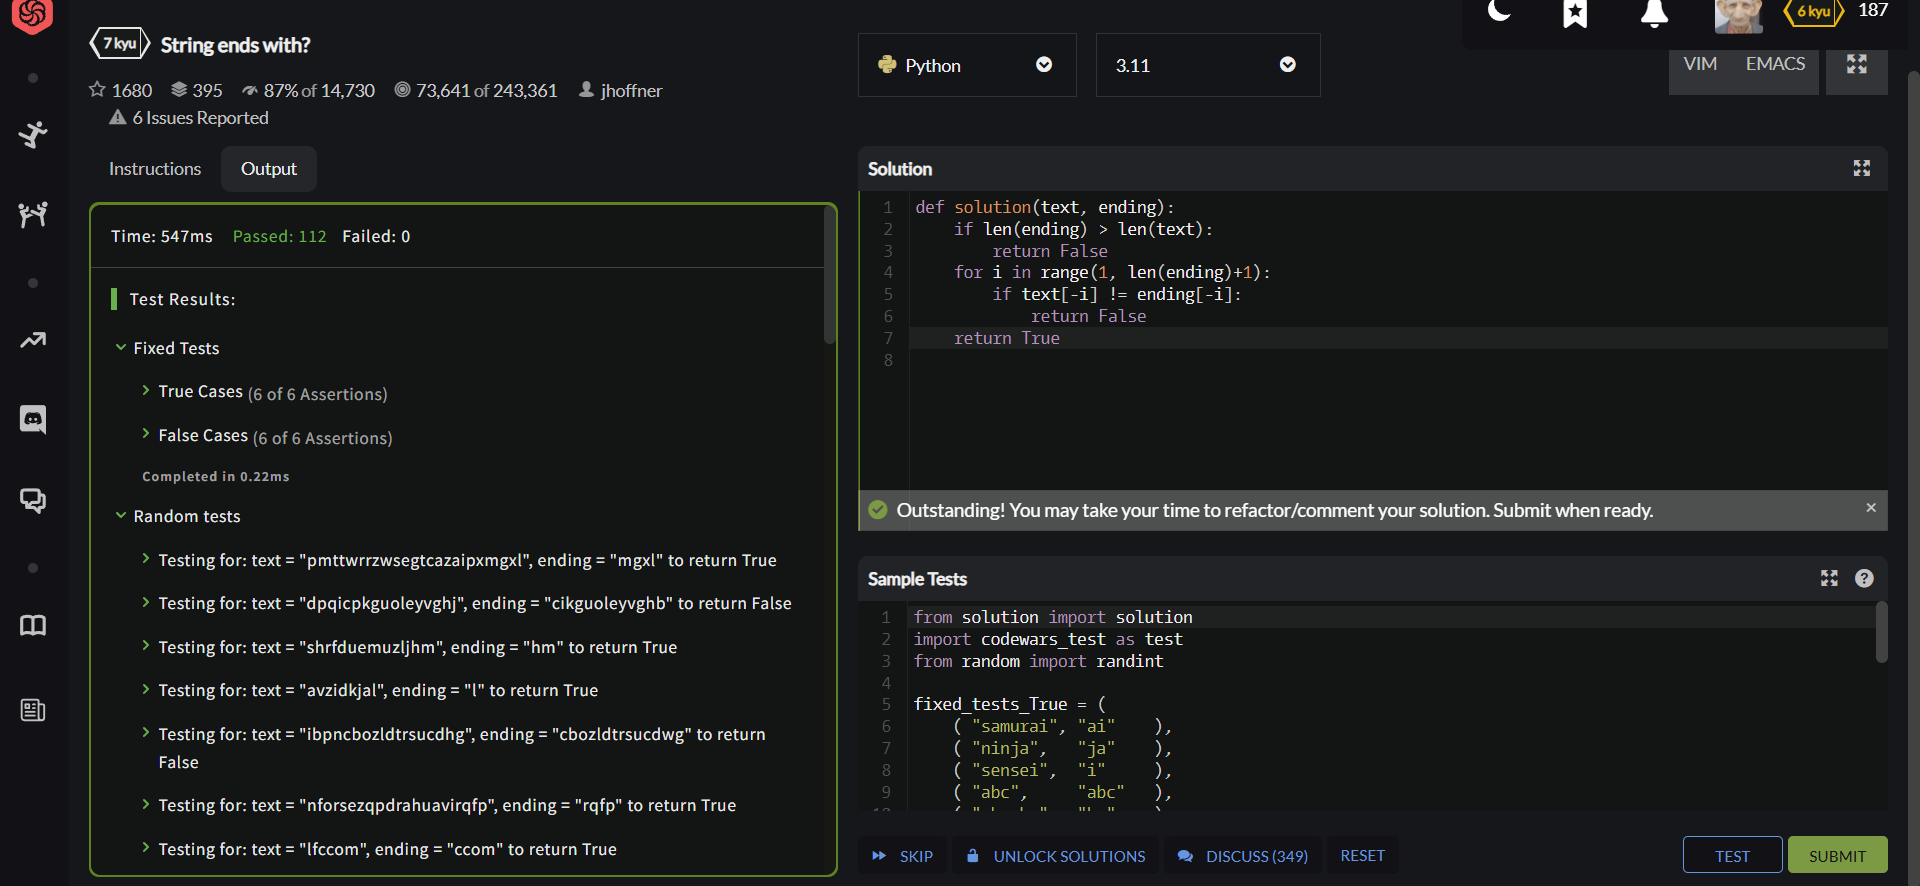 7 kyu String ends with?
1680 395 87% of 14,730 73,641 of 243,361 jhoffner
6 Issues Reported
Instructions Output
Time: 547ms Passed: 112 Failed: 0
Test Results:
Fixed Tests
True Cases (6 of 6 Assertions)
False Cases (6 of 6 Assertions)
Completed in 0.22ms
Random tests
Testing for: text = "pmttwrrzwsegtcazaipxmgxl", ending = "mgxl" to return True
Testing for: text = "dpqicpkguoleyvghj", ending = "cikguoleyvghb" to return False
Testing for: text = "shrfduemuzljhm", ending = "hm" to return True
Testing for: text = "avzidkjal", ending = "l" to return True
Testing for: text = "ibpncbozldtrsucdhg", ending = "cbozldtrsucdwg" to return
False
Testing for: text = "nforsezqpdrahuavirqfp", ending = "rqfp" to return True
Testing for: text = "lfccom", ending = "ccom" to return True
6 kyu 187
Python 3.11 VIM EMACS
Solution
1 def solution(text, ending):
2 if len(ending) > len(text):
3 return False
4 for i in range(1, len(ending)+1):
5 if text[-i] != ending[-i]:
6 return False
7 return True
8
Outstanding! You may take your time to refactor/comment your solution. Submit when ready. ×
Sample Tests ?
1 from solution import solution
2 import codewars_test as test
3 from random import randint
4
5 fixed_tests_True = (
6 ( "samurai", "ai" ),
7 ( "ninja", "ja" ),
8 ( "sensei", "i" ),
9 ( "abc", "abc" ),
SKIP UNLOCK SOLUTIONS DISCUSS (349) RESET TEST SUBMIT